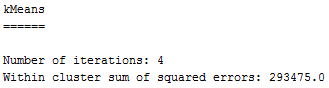 kMeans
======
Number of iterations: 4
Within cluster sum of squared errors: 293475.0